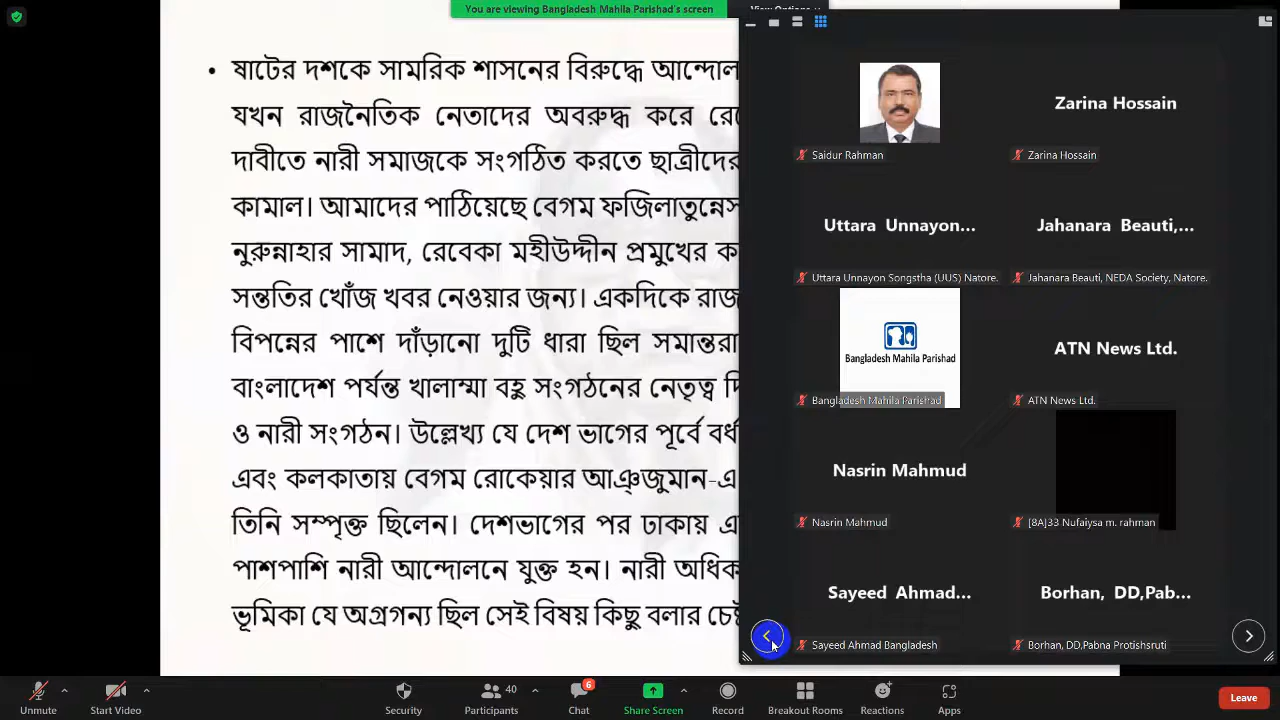 You are viewing Bangladesh Mahila Parishad's screen
• ষাটের দশকে সামরিক শাসনের বিরুদ্ধে আন্দোল
যখন রাজনৈতিক নেতাদের অবরুদ্ধ করে রে
দাবীতে নারী সমাজকে সংগঠিত করতে ছাত্রীদের
কামাল। আমাদের পাঠিয়েছে বেগম ফজিলাতুন্নেস
নুরুন্নাহার সামাদ, রেবেকা মহীউদ্দীন প্রমুখের ক
সন্ততির খোঁজ খবর নেওয়ার জন্য। একদিকে রাজ
বিপন্নের পাশে দাঁড়ানো দুটি ধারা ছিল সমান্তরা
বাংলাদেশ পর্যন্ত খালাম্মা বহু সংগঠনের নেতৃত্ব দি
ও নারী সংগঠন। উল্লেখ্য যে দেশ ভাগের পূর্বে বর্ধ
এবং কলকাতায় বেগম রোকেয়ার আঞ্জুমান-এ
তিনি সম্পৃক্ত ছিলেন। দেশভাগের পর ঢাকায় এ
পাশপাশি নারী আন্দোলনে যুক্ত হন। নারী অধিক
ভূমিকা যে অগ্রগন্য ছিল সেই বিষয় কিছু বলার চেষ্ট
Zarina Hossain
Saidur Rahman
Zarina Hossain
Uttara Unnayon...
Jahanara Beauti,...
Uttara Unnayon Songstha (UUS) Natore.
Jahanara Beauti, NEDA Society, Natore.
Bangladesh Mahila Parishad
ATN News Ltd.
Bangladesh Mahila Parishad
ATN News Ltd.
Nasrin Mahmud
Nasrin Mahmud
[8A]33 Nufaiysa m. rahman
Sayeed Ahmad...
Borhan, DD,Pab...
Sayeed Ahmad Bangladesh
Borhan, DD,Pabna Protishsruti
Unmute
Start Video
Security
Participants 40
Chat 6
Share Screen
Record
Breakout Rooms
Reactions
Apps
Leave